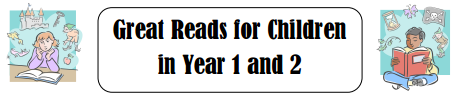 Great Reads for Children
in Year 1 and 2